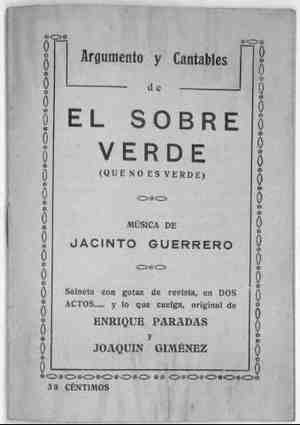 Argumento y Cantables
de
EL SOBRE
VERDE
(QUE NO ES VERDE)
MÚSICA DE
JACINTO GUERRERO
Sainete con gotas de revista, en DOS
ACTOS.... y lo que cuelga, original de
ENRIQUE PARADAS
y
JOAQUIN GIMÉNEZ
30 CÉNTIMOS